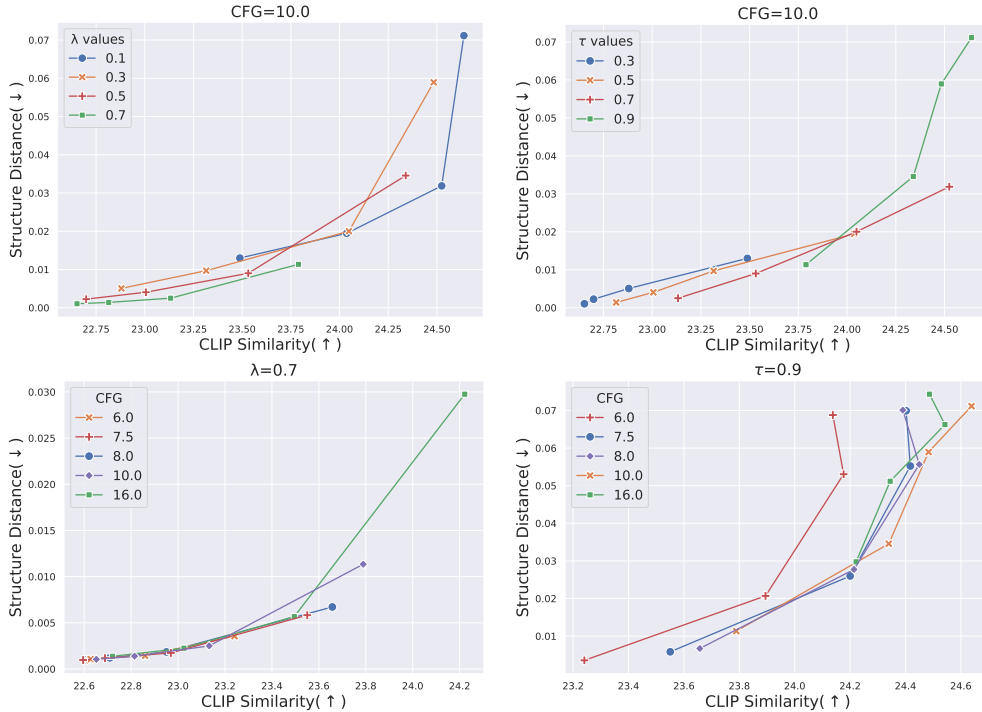 CFG=10.0
Structure Distance(↓)
0.07
0.06
0.05
0.04
0.03
0.02
0.01
0.00
λ values
0.1
0.3
0.5
0.7
22.75 23.00 23.25 23.50 23.75 24.00 24.25 24.50
CLIP Similarity(↑)
CFG=10.0
Structure Distance(↓)
0.07
0.06
0.05
0.04
0.03
0.02
0.01
0.00
τ values
0.3
0.5
0.7
0.9
22.75 23.00 23.25 23.50 23.75 24.00 24.25 24.50
CLIP Similarity(↑)
λ=0.7
Structure Distance(↓)
0.030
0.025
0.020
0.015
0.010
0.005
0.000
CFG
6.0
7.5
8.0
10.0
16.0
22.6 22.8 23.0 23.2 23.4 23.6 23.8 24.0 24.2
CLIP Similarity(↑)
τ=0.9
Structure Distance(↓)
0.07
0.06
0.05
0.04
0.03
0.02
0.01
CFG
6.0
7.5
8.0
10.0
16.0
23.2 23.4 23.6 23.8 24.0 24.2 24.4 24.6
CLIP Similarity(↑)